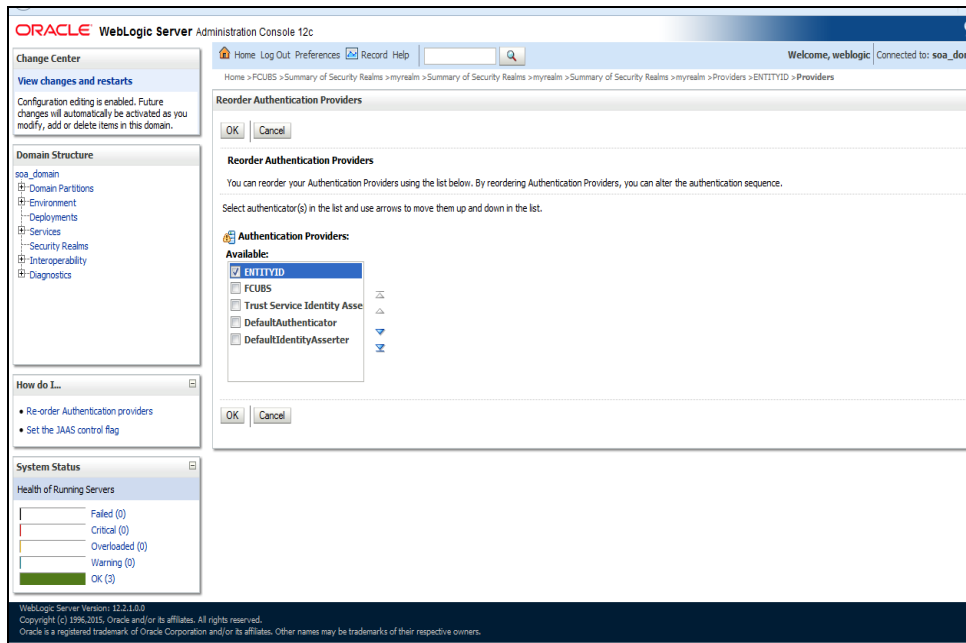 ORACLE WebLogic Server Administration Console 12c
Change Center
View changes and restarts
Configuration editing is enabled. Future
changes will automatically be activated as you
modify, add or delete items in this domain.
Domain Structure
soa_domain
Domain Partitions
Environment
Deployments
Services
Security Realms
Interoperability
Diagnostics
How do I...
Re-order Authentication providers
Set the JAAS control flag
System Status
Health of Running Servers
Failed (0)
Critical (0)
Overloaded (0)
Warning (0)
OK (3)
Home Log Out Preferences Record Help
Welcome, weblogic Connected to: soa_dor
Home >FCUBS >Summary of Security Realms >myrealm >Summary of Security Realms >myrealm >Summary of Security Realms >myrealm >Providers >ENTITYID >Providers
Reorder Authentication Providers
OK Cancel
Reorder Authentication Providers
You can reorder your Authentication Providers using the list below. By reordering Authentication Providers, you can alter the authentication sequence.
Select authenticator(s) in the list and use arrows to move them up and down in the list.
Authentication Providers:
Available:
ENTITYID
FCUBS
Trust Service Identity Asse
DefaultAuthenticator
DefaultIdentityAsserter
OK Cancel
WebLogic Server Version: 12.2.1.0.0
Copyright (c) 1996,2015, Oracle and/or its affiliates. All rights reserved.
Oracle is a registered trademark of Oracle Corporation and/or its affiliates. Other names may be trademarks of their respective owners.